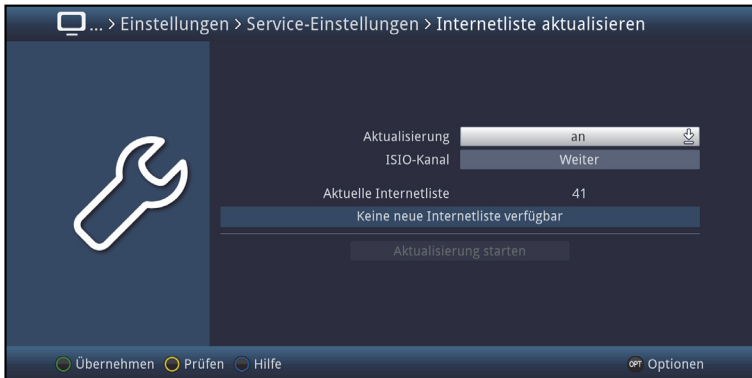 ... > Einstellungen > Service-Einstellungen > Internetliste aktualisieren
Aktualisierung an
ISIO-Kanal Weiter
Aktuelle Internetliste 41
Keine neue Internetliste verfügbar
Aktualisierung starten
Übernehmen Prüfen Hilfe OPT Optionen